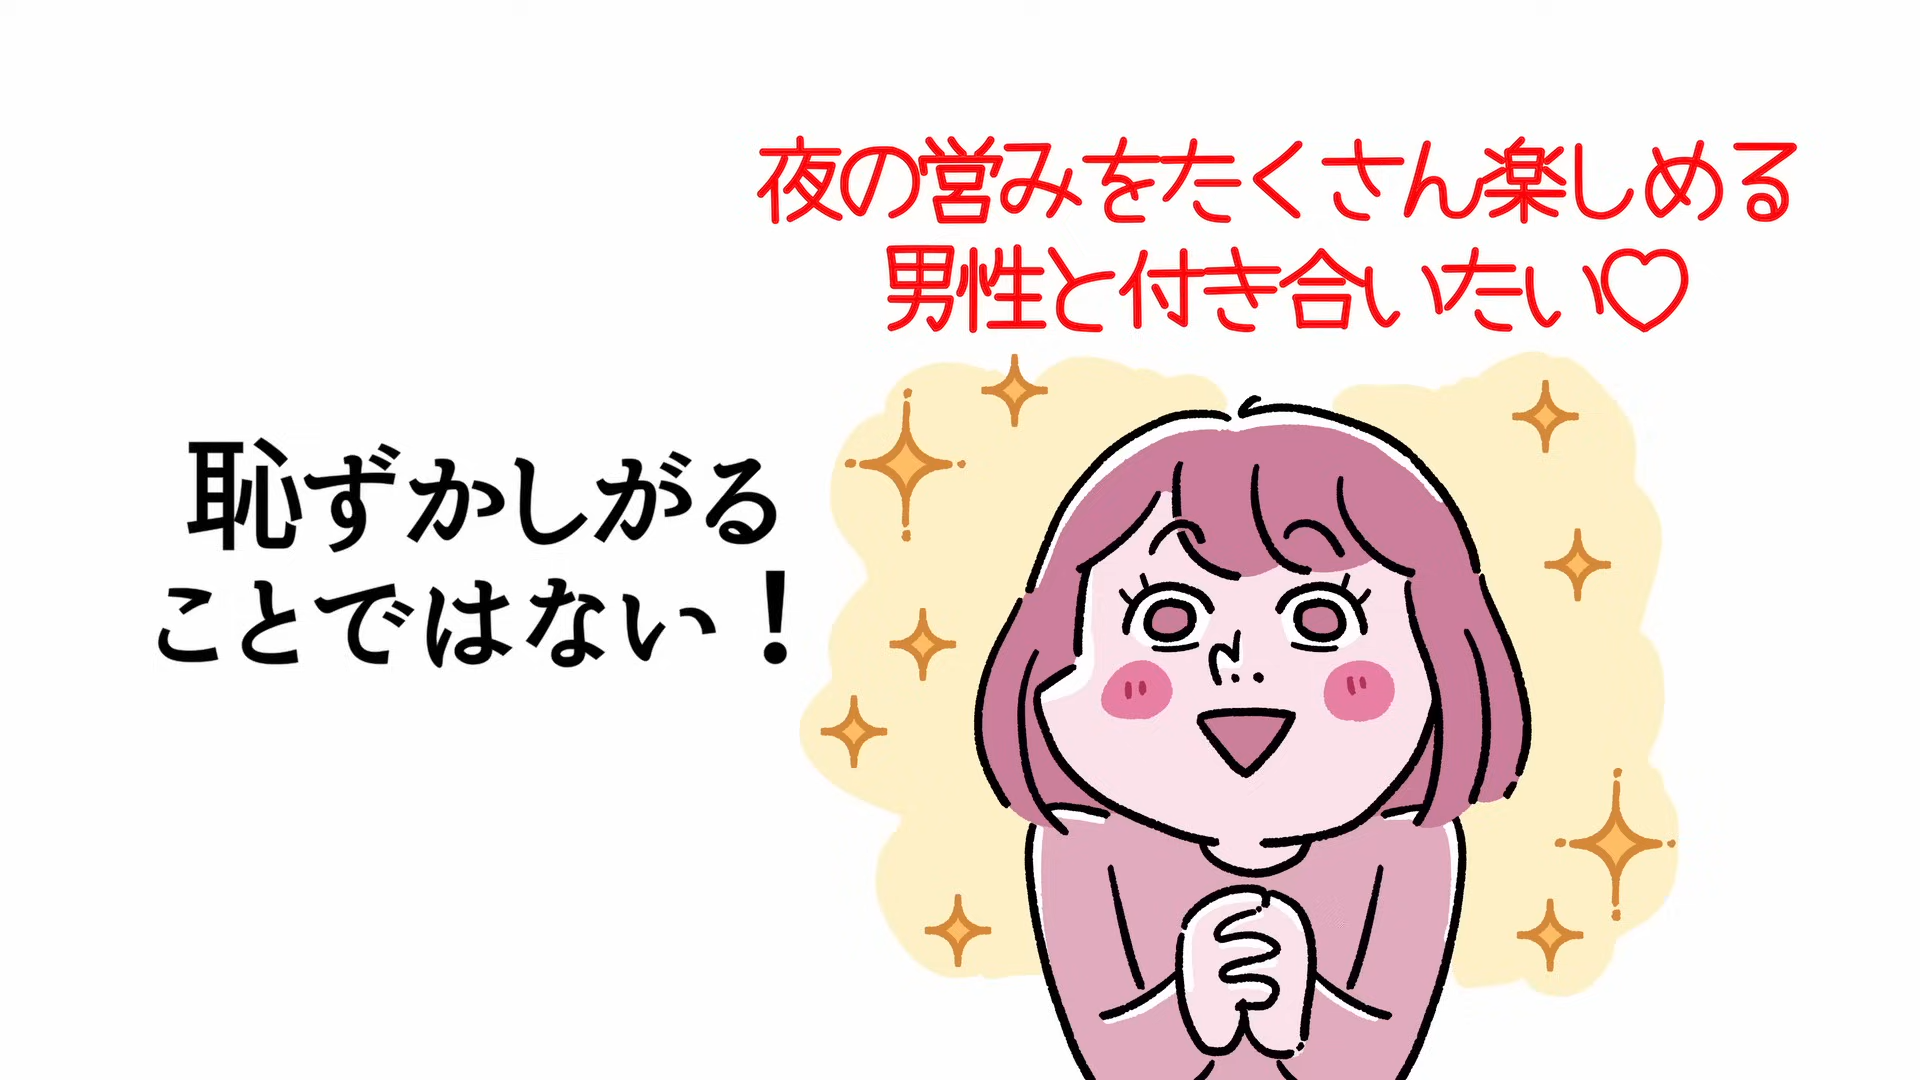 夜の営みをたくさん楽しめる
男性と付き合いたい♡
恥ずかしがる
ことではない！